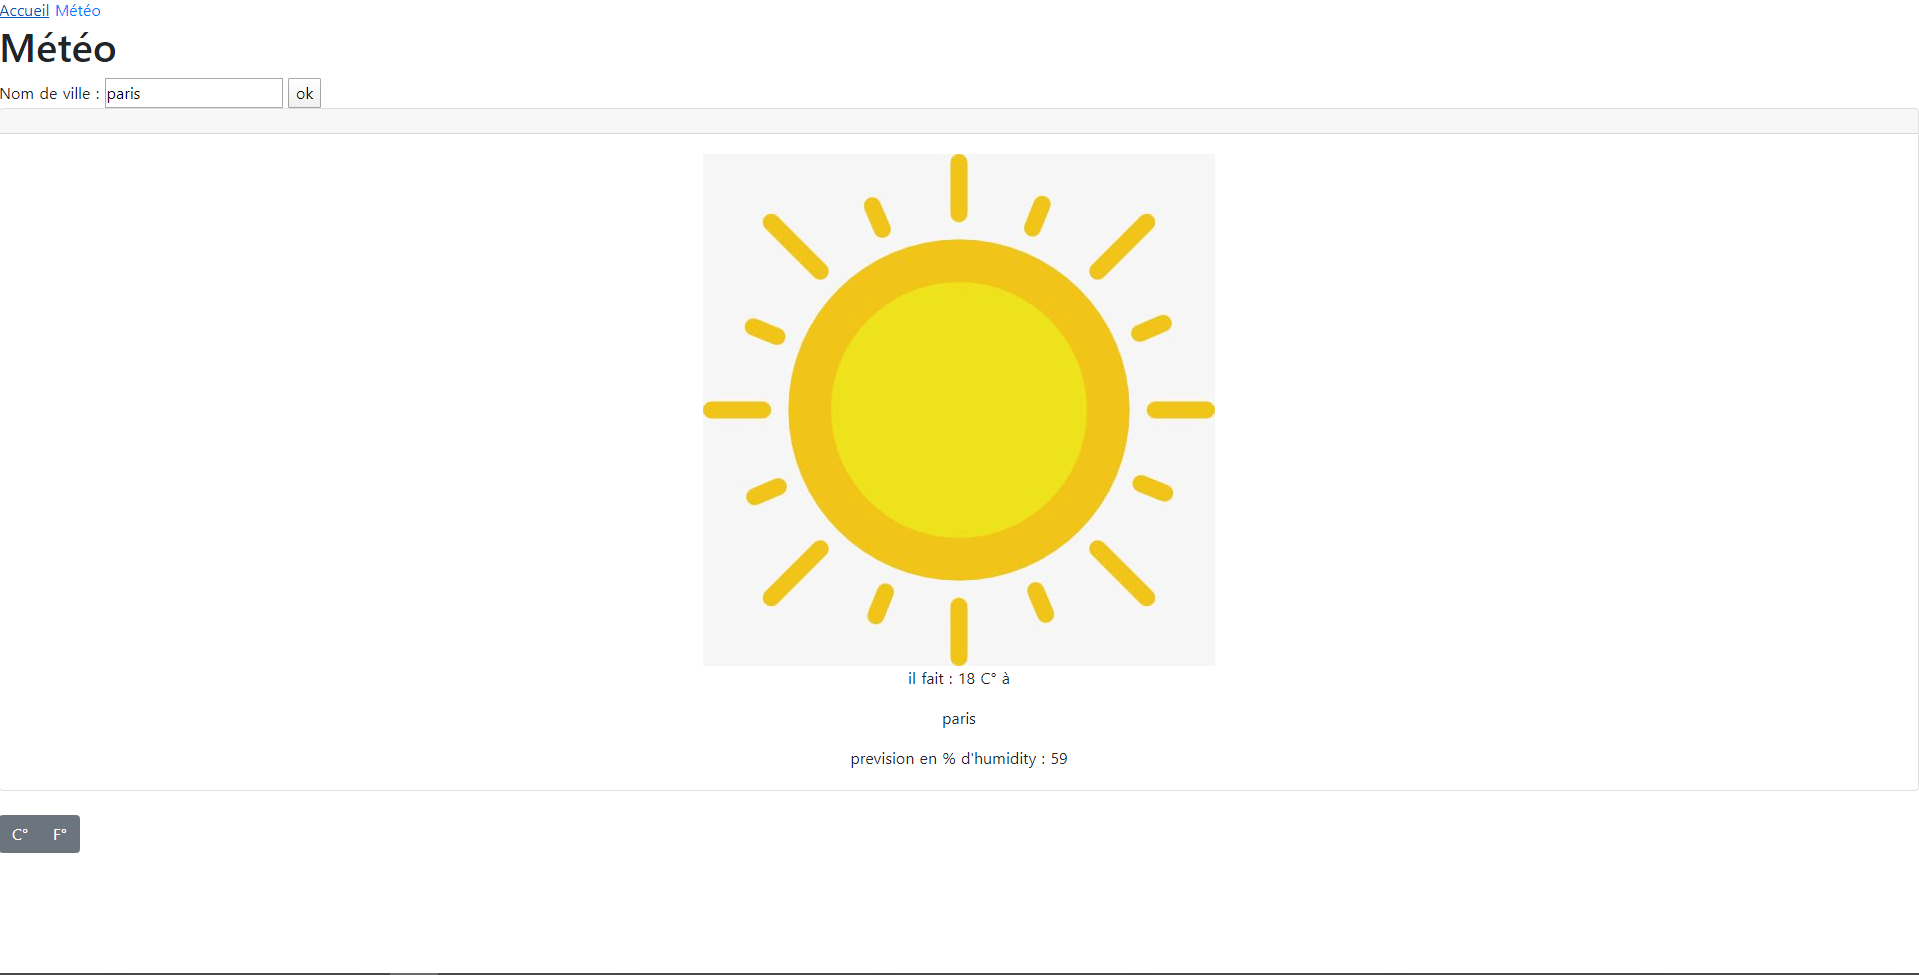 Accueil Météo
Météo
Nom de ville : paris ok
il fait : 18 C° à
paris
prevision en % d'humidity : 59
C° F°